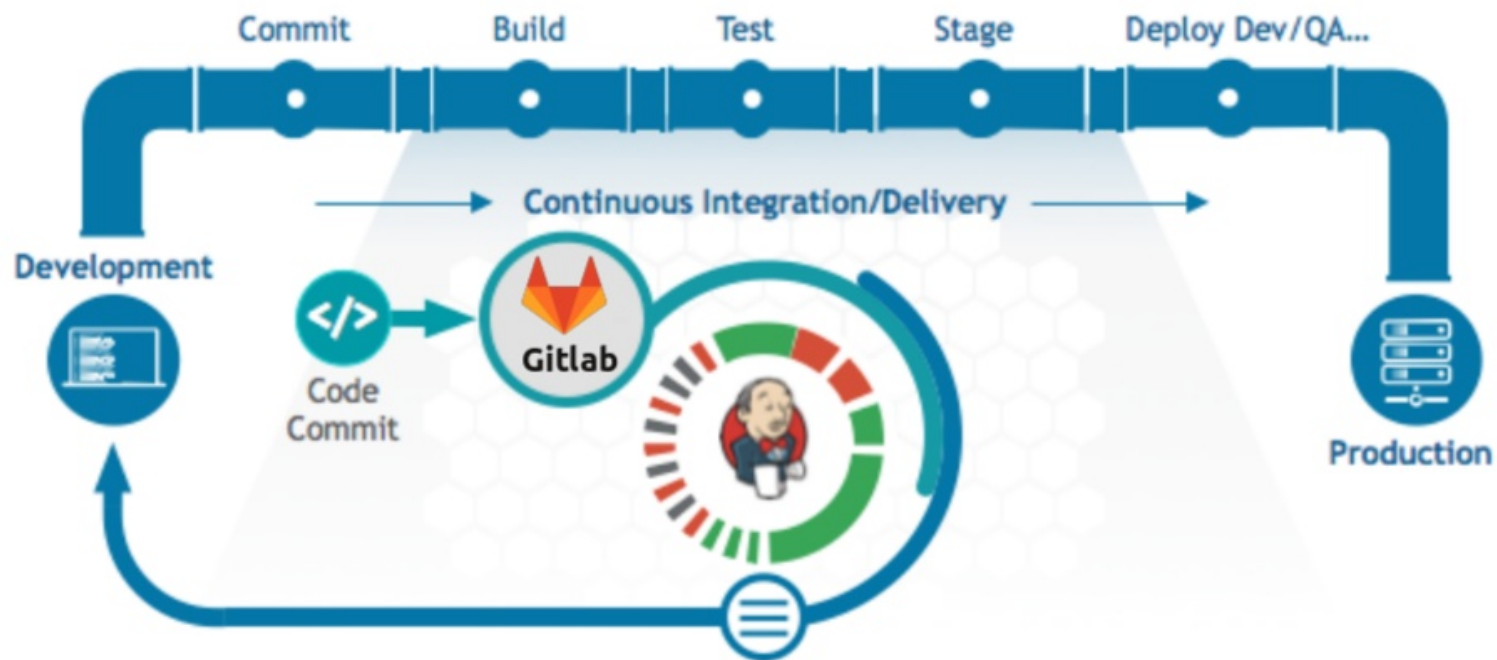 Commit
Build
Test
Stage
Deploy Dev/QA...
Continuous Integration/Delivery
Development
Gitlab
Code
Commit
Production